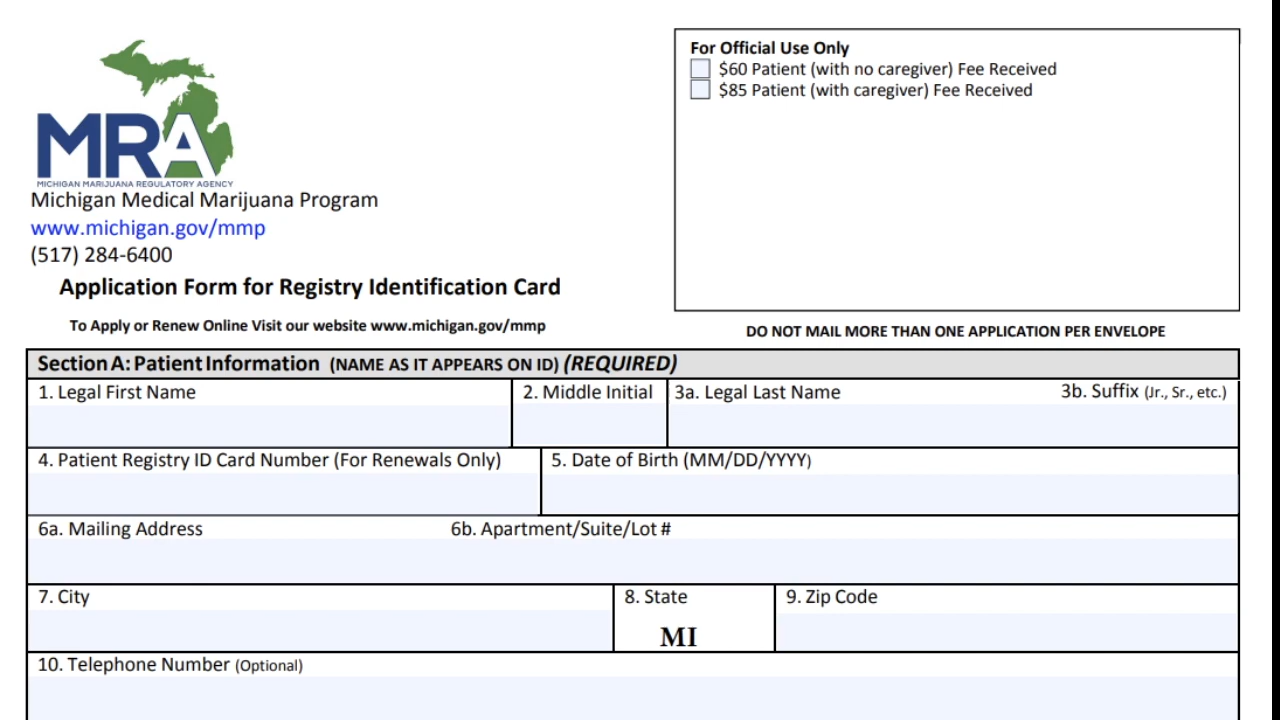 MRA
MICHIGAN MARIJUANA REGULATORY AGENCY
Michigan Medical Marijuana Program
www.michigan.gov/mmp
(517) 284-6400
Application Form for Registry Identification Card
To Apply or Renew Online Visit our website www.michigan.gov/mmp
For Official Use Only
$60 Patient (with no caregiver) Fee Received
$85 Patient (with caregiver) Fee Received
DO NOT MAIL MORE THAN ONE APPLICATION PER ENVELOPE
Section A: Patient Information (NAME AS IT APPEARS ON ID) (REQUIRED)
1. Legal First Name 2. Middle Initial 3a. Legal Last Name 3b. Suffix (Jr., Sr., etc.)
4. Patient Registry ID Card Number (For Renewals Only) 5. Date of Birth (MM/DD/YYYY)
6a. Mailing Address 6b. Apartment/Suite/Lot #
7. City 8. State 9. Zip Code
MI
10. Telephone Number (Optional)